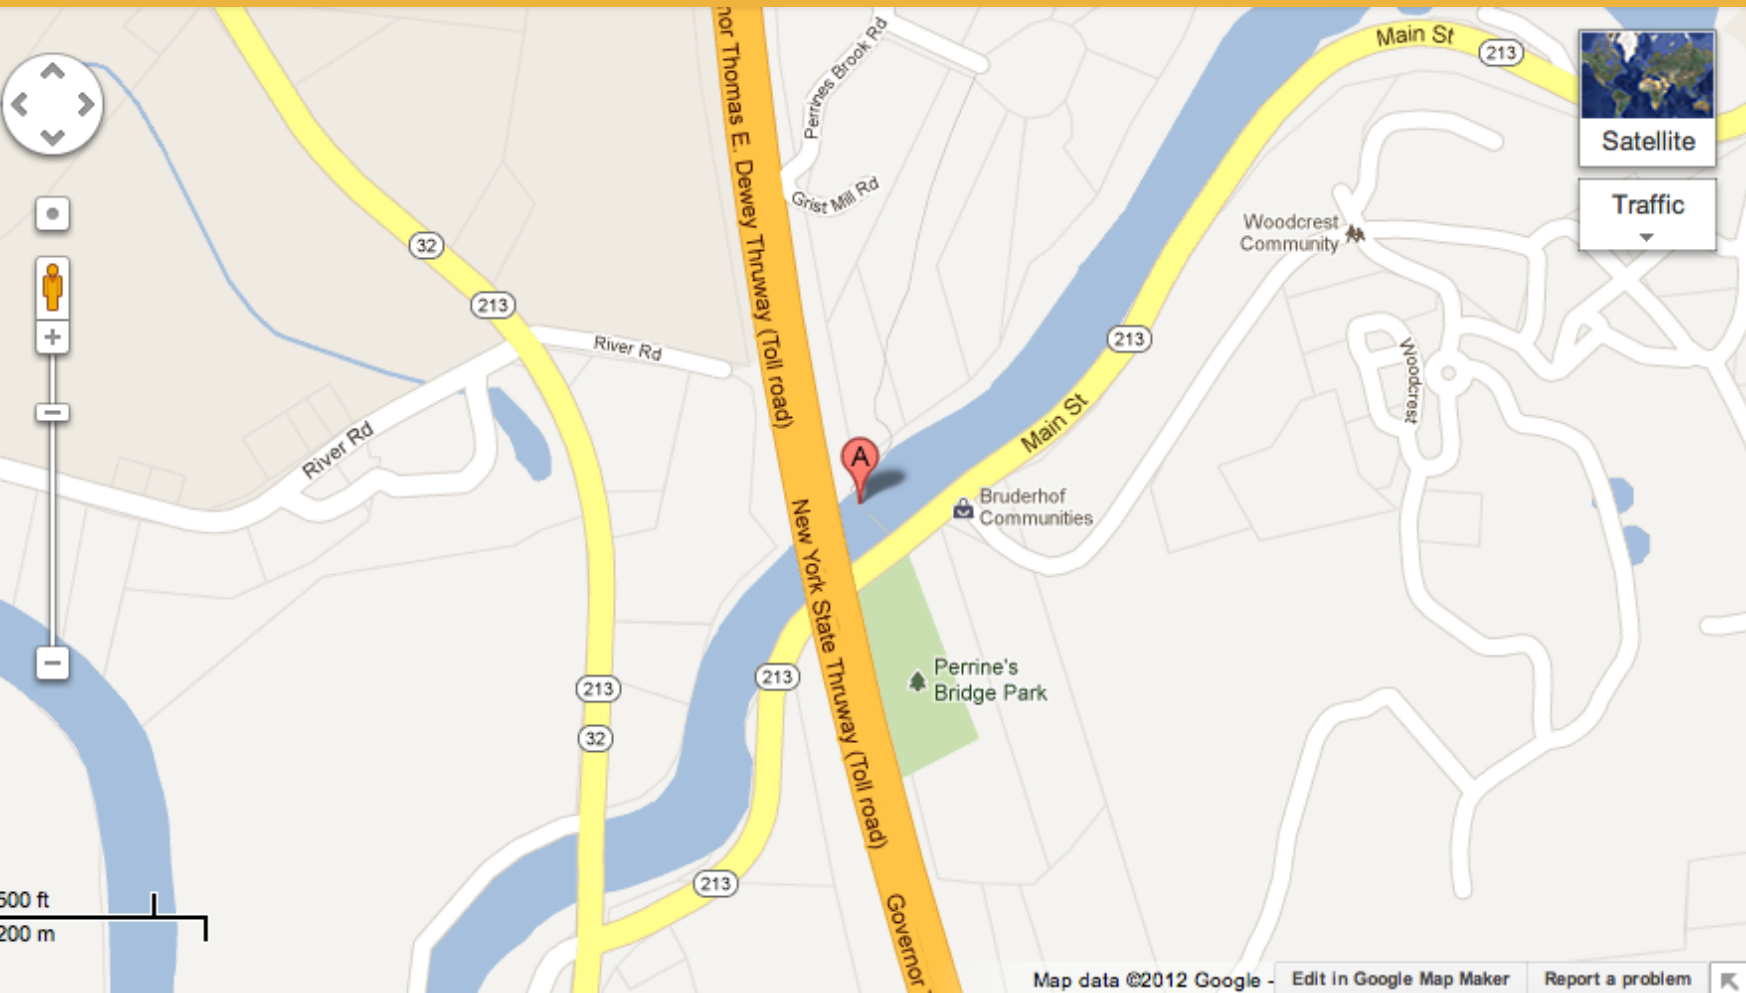 nor Thomas E. Dewey Thruway (Toll road)
Perrines Brook Rd
Main St
213
Satellite
Grist Mill Rd
Traffic
Woodcrest
Community
32
213
River Rd
213
Woodcrest
River Rd
Main St
A
Bruderhof
Communities
New York State Thruway (Toll road)
Perrine's
Bridge Park
213
213
32
213
500 ft
200 m
Governor
Map data ©2012 Google -
Edit in Google Map Maker
Report a problem